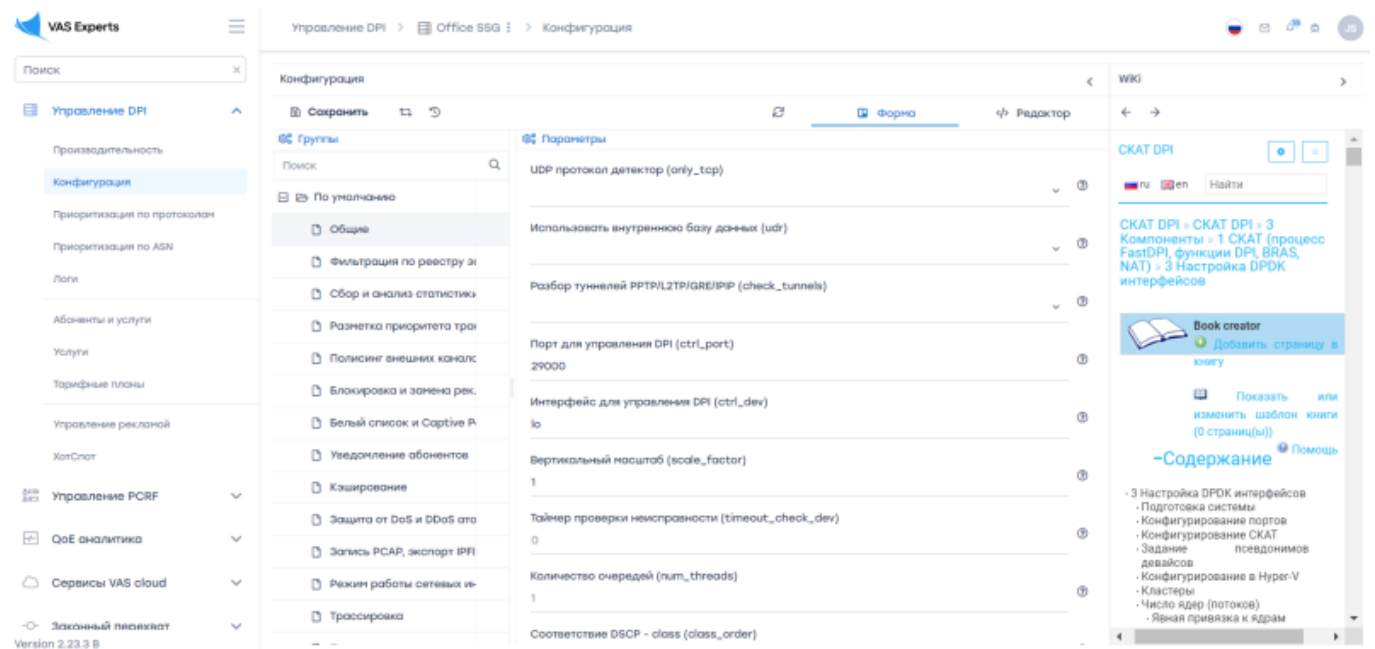 VAS Experts
Управление DPI > Office SSG > Конфигурация
JS
Поиск
Управление DPI
Производительность
Конфигурация
Приоритизация по протоколам
Приоритизация по ASN
Логи
Абоненты и услуги
Услуги
Тарифные планы
Управление рекламой
ХотСпот
Управление PCRF
QoE аналитика
Сервисы VAS cloud
Законный перехват
Version 2.23.3 B
Конфигурация
Сохранить
Форма
</> Редактор
Группы
Поиск
По умолчанию
Общие
Фильтрация по реестру за
Сбор и анализ статистики
Разметка приоритета тра
Полисинг внешних канало
Блокировка и замена рек.
Белый список и Captive P
Уведомление абонентов
Кэширование
Защита от DoS и DDoS ата
Запись PCAP, экспорт IPFI
Режим работы сетевых ин
Трассировка
Параметры
UDP протокол детектор (only_tcp)
Использовать внутреннюю базу данных (udr)
Разбор туннелей PPTP/L2TP/GRE/IPIP (check_tunnels)
Порт для управления DPI (ctrl_port)
29000
Интерфейс для управления DPI (ctrl_dev)
lo
Вертикальный масштаб (scale_factor)
1
Таймер проверки неисправности (timeout_check_dev)
0
Количество очередей (num_threads)
1
Соответствие DSCP - class (class_order)
WiKi
СКАТ DPI
ru en Найти
СКАТ DPI » СКАТ DPI » 3
Компоненты » 1 СКАТ (процесс
FastDPI, функции DPI, BRAS,
NAT) » 3 Настройка DPDK
интерфейсов
Book creator
Добавить страницу в
книгу
Показать или
изменить шаблон книги
(0 страниц(ы))
Помощь
−Содержание
3 Настройка DPDK интерфейсов
Подготовка системы
Конфигурирование портов
Конфигурирование СКАТ
Задание псевдонимов
девайсов
Конфигурирование в Hyper-V
Кластеры
Число ядер (потоков)
Явная привязка к ядрам